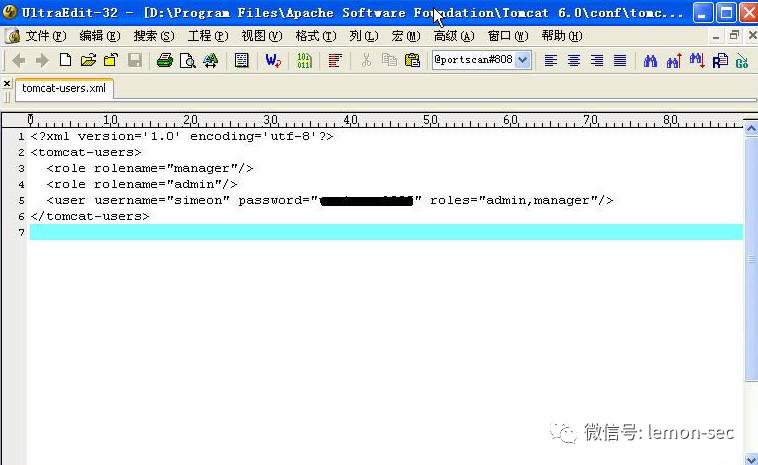 UltraEdit-32 - [D:\Program Files\Apache Software Foundation\Tomcat 6.0\conf\tomc...
文件(F) 编辑(E) 搜索(S) 工程(P) 视图(V) 格式(T) 列(L) 宏(M) 高级(A) 窗口(W) 帮助(H)
@portscan#808
tomcat-users.xml
0 10 20 30 40 50 60 70 80
1 <?xml version='1.0' encoding='utf-8'?>
2 <tomcat-users>
3 <role rolename="manager"/>
4 <role rolename="admin"/>
5 <user username="simeon" password="" roles="admin,manager"/>
6 </tomcat-users>
7
微信号: lemon-sec